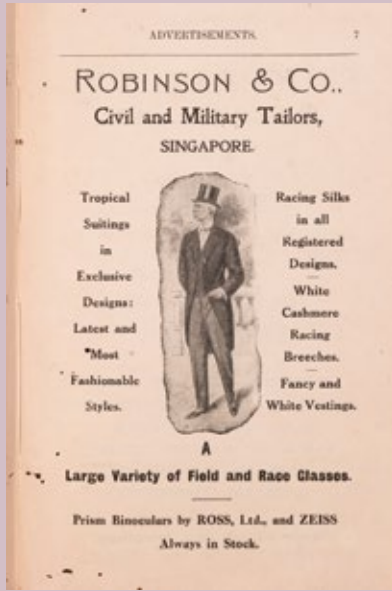 ADVERTISEMENTS. 7
ROBINSON & CO.,
Civil and Military Tailors,
SINGAPORE.
Tropical
Suitings
in
Exclusive
Designs:
Latest and
Most
Fashionable
Styles.
Racing Silks
in all
Registered
Designs.
White
Cashmere
Racing
Breeches.
Fancy and
White Vestings.
A
Large Variety of Field and Race Glasses.
Prism Binoculars by ROSS, Ltd., and ZEISS
Always in Stock.